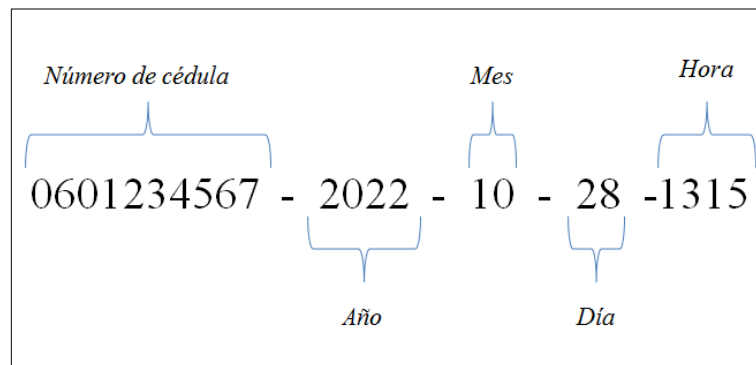 Número de cédula Mes Hora
0601234567 - 2022 - 10 - 28 -1315
Año Día